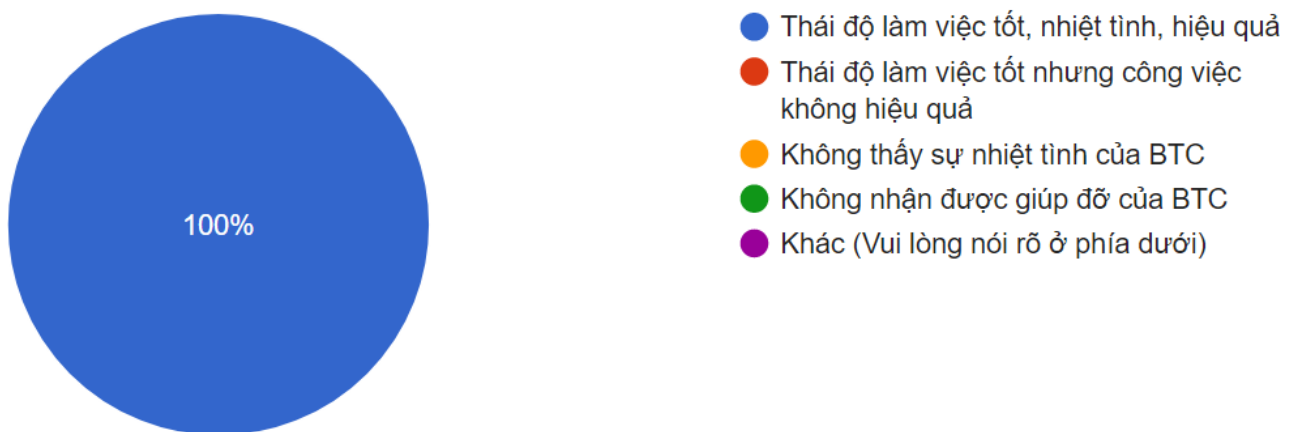 100%
Thái độ làm việc tốt, nhiệt tình, hiệu quả
Thái độ làm việc tốt nhưng công việc
không hiệu quả
Không thấy sự nhiệt tình của BTC
Không nhận được giúp đỡ của BTC
Khác (Vui lòng nói rõ ở phía dưới)